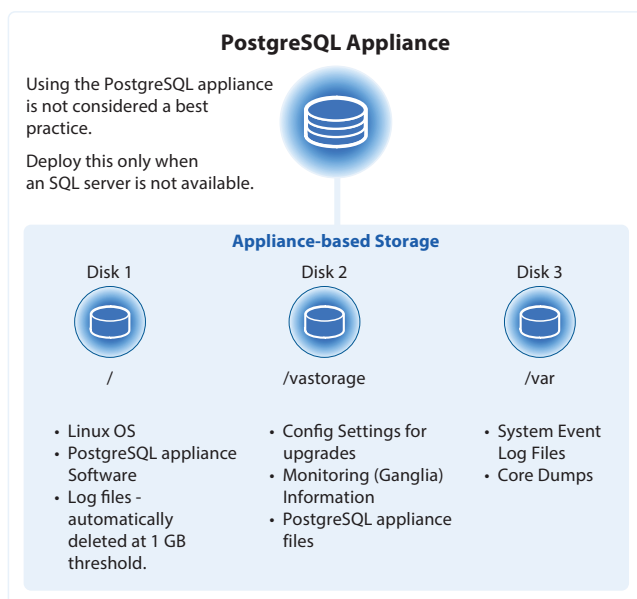 PostgreSQL Appliance
Using the PostgreSQL appliance
is not considered a best
practice.
Deploy this only when
an SQL server is not available.
Appliance-based Storage
Disk 1
/
• Linux OS
• PostgreSQL appliance
Software
• Log files -
automatically
deleted at 1 GB
threshold.
Disk 2
/vastorage
• Config Settings for
upgrades
• Monitoring (Ganglia)
Information
• PostgreSQL appliance
files
Disk 3
/var
• System Event
Log Files
• Core Dumps